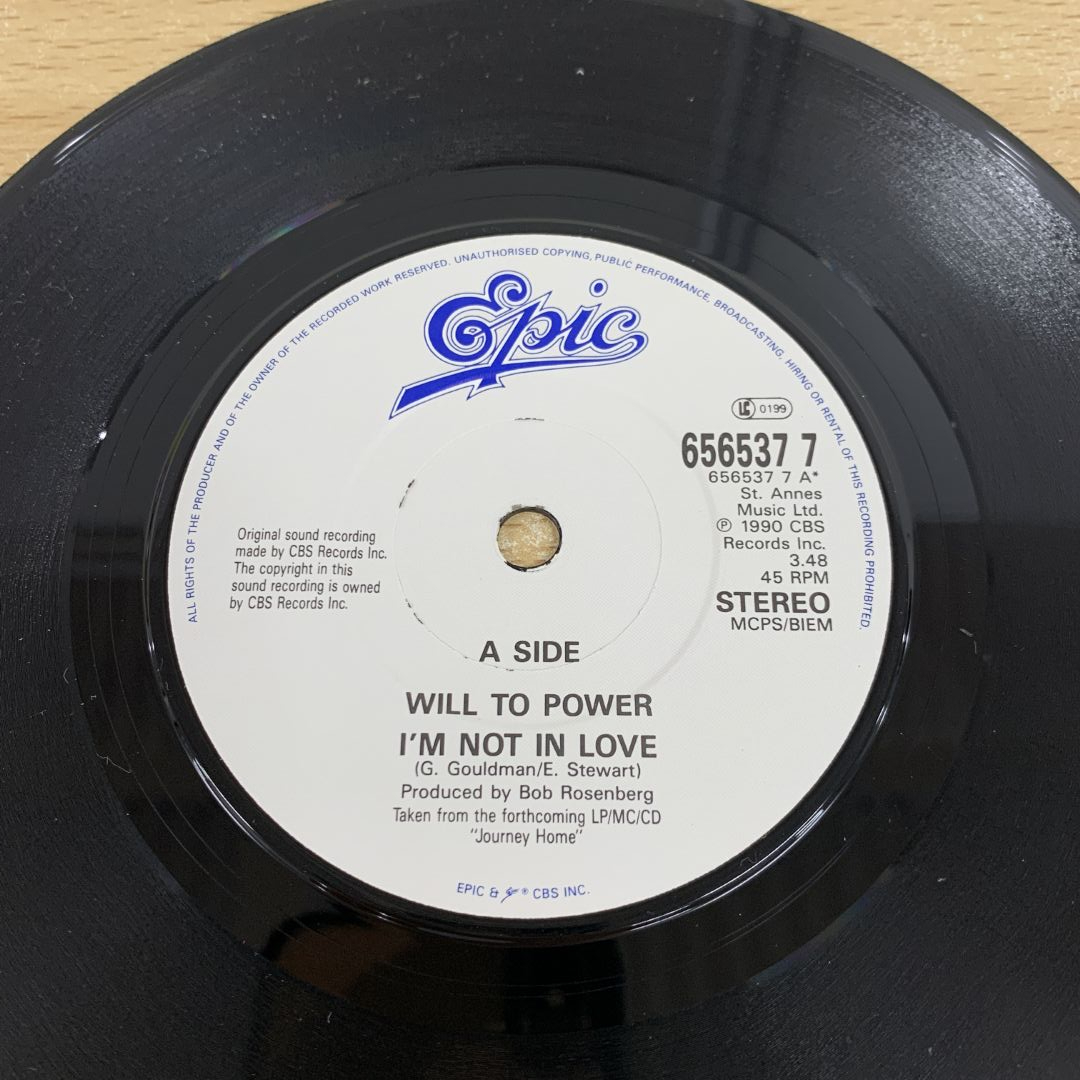 ALL RIGHTS OF THE PRODUCER AND OF THE OWNER OF THE RECORDED WORK RESERVED. UNAUTHORISED COPYING, PUBLIC PERFORMANCE, BROADCASTING, HIRING OR RENTAL OF THIS RECORDING PROHIBITED.
Epic
LC 0199
656537 7
656537 7 A*
St. Annes
Music Ltd.
℗ 1990 CBS
Records Inc.
3.48
45 RPM
STEREO
MCPS/BIEM
Original sound recording
made by CBS Records Inc.
The copyright in this
sound recording is owned
by CBS Records Inc.
A SIDE
WILL TO POWER
I'M NOT IN LOVE
(G. Gouldman/E. Stewart)
Produced by Bob Rosenberg
Taken from the forthcoming LP/MC/CD
"Journey Home"
EPIC & ® CBS INC.